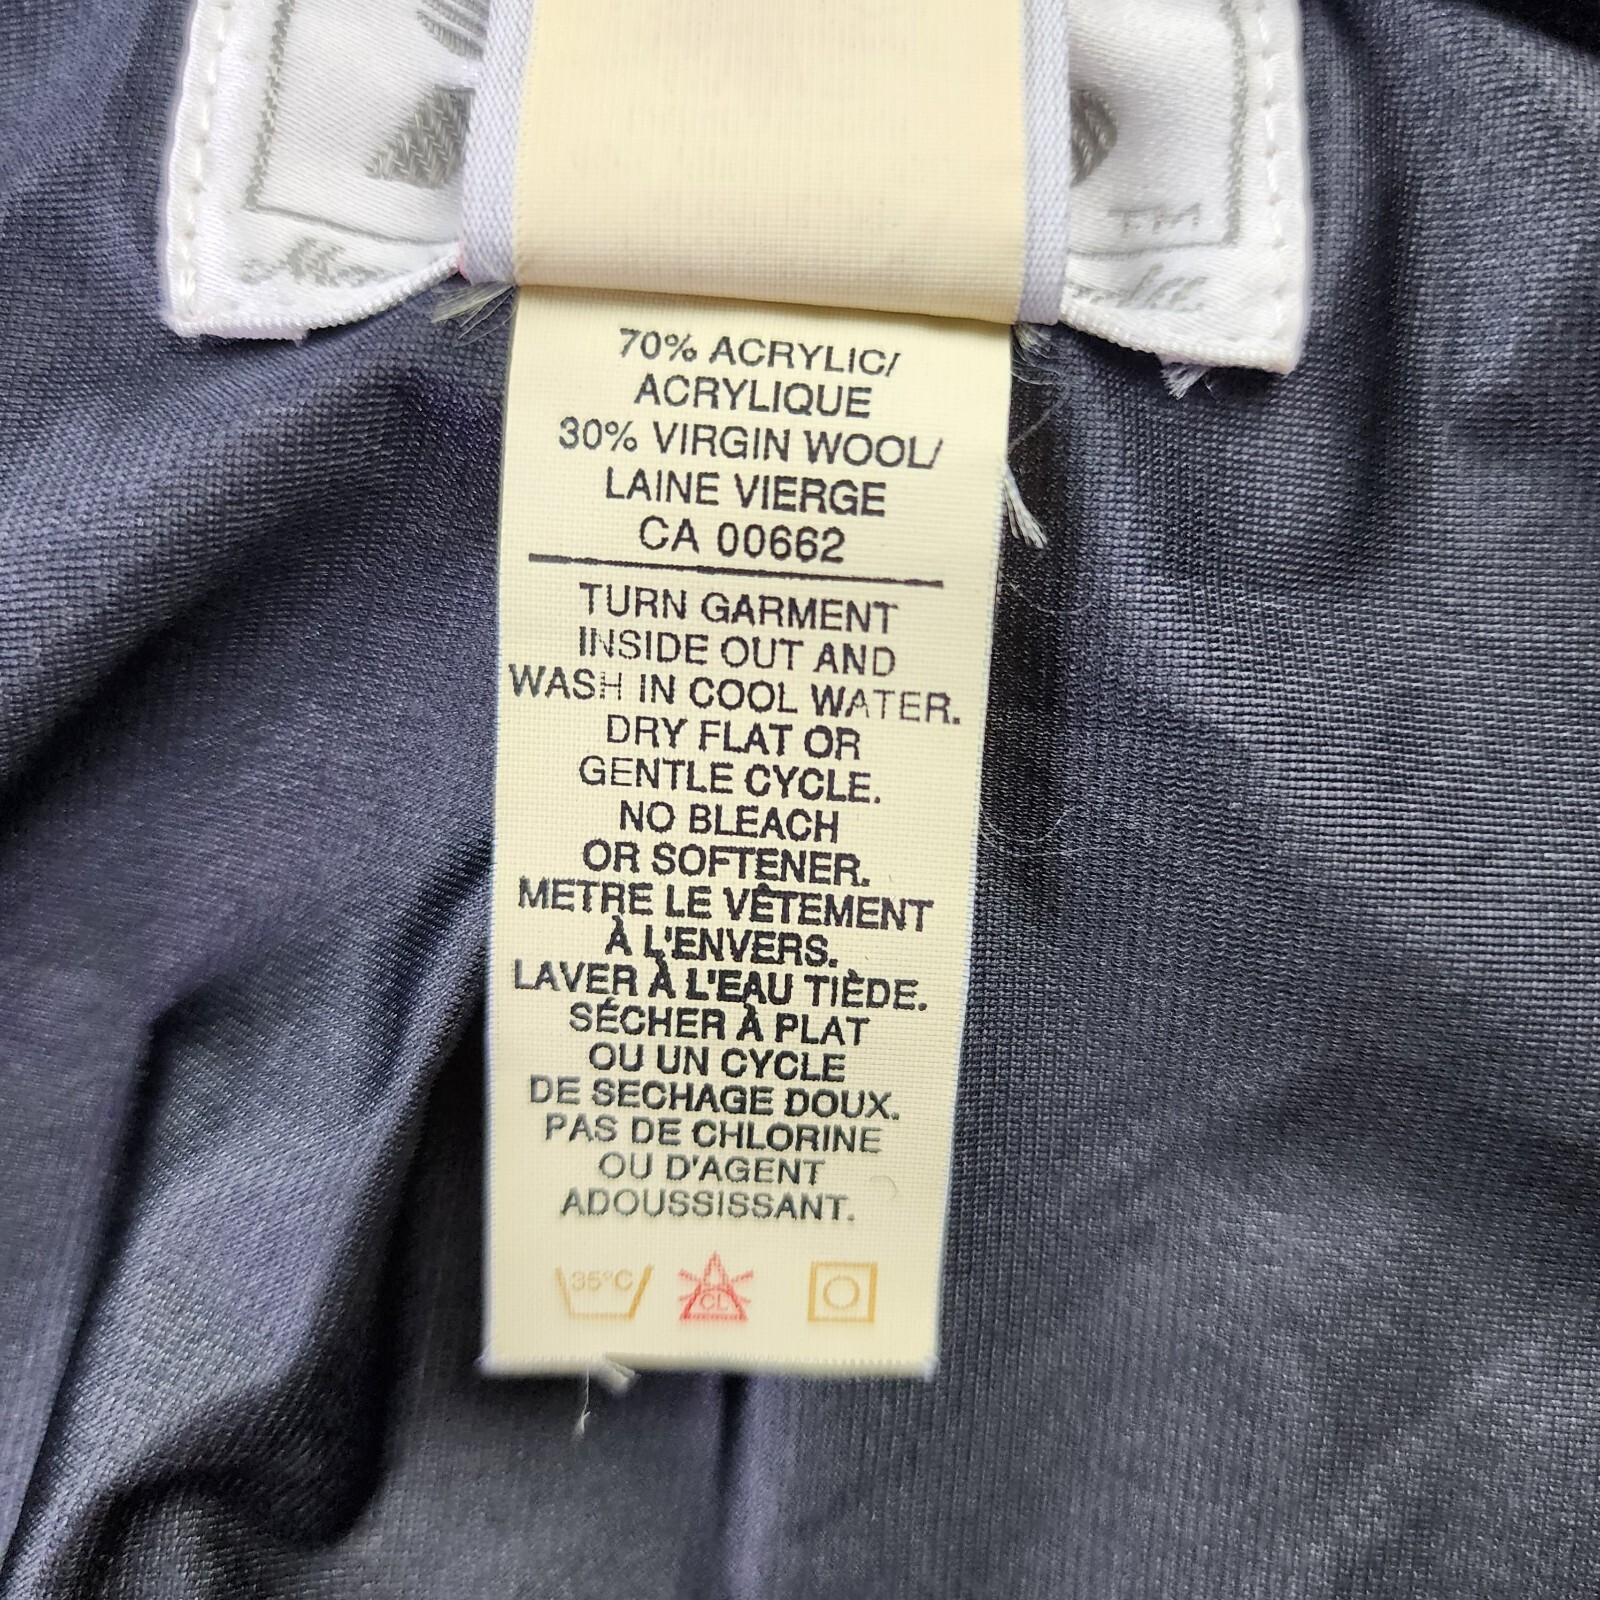 TM
70% ACRYLIC/
ACRYLIQUE
30% VIRGIN WOOL/
LAINE VIERGE
CA 00662
TURN GARMENT
INSIDE OUT AND
WASH IN COOL WATER.
DRY FLAT OR
GENTLE CYCLE.
NO BLEACH
OR SOFTENER.
METRE LE VÊTEMENT
À L'ENVERS.
LAVER À L'EAU TIÈDE.
SÉCHER À PLAT
OU UN CYCLE
DE SECHAGE DOUX.
PAS DE CHLORINE
OU D'AGENT
ADOUSSISSANT.
35°C CL